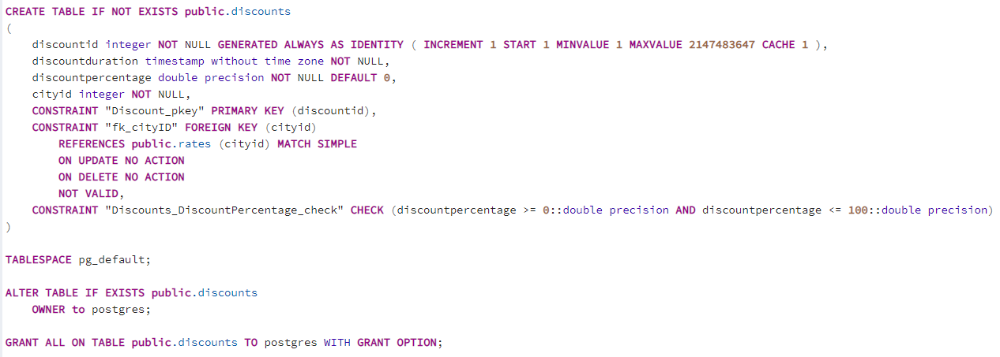 CREATE TABLE IF NOT EXISTS public.discounts
(
    discountid integer NOT NULL GENERATED ALWAYS AS IDENTITY ( INCREMENT 1 START 1 MINVALUE 1 MAXVALUE 2147483647 CACHE 1 ),
    discountduration timestamp without time zone NOT NULL,
    discountpercentage double precision NOT NULL DEFAULT 0,
    cityid integer NOT NULL,
    CONSTRAINT "Discount_pkey" PRIMARY KEY (discountid),
    CONSTRAINT "fk_cityID" FOREIGN KEY (cityid)
        REFERENCES public.rates (cityid) MATCH SIMPLE
        ON UPDATE NO ACTION
        ON DELETE NO ACTION
        NOT VALID,
    CONSTRAINT "Discounts_DiscountPercentage_check" CHECK (discountpercentage >= 0::double precision AND discountpercentage <= 100::double precision)
)
TABLESPACE pg_default;
ALTER TABLE IF EXISTS public.discounts
    OWNER to postgres;
GRANT ALL ON TABLE public.discounts TO postgres WITH GRANT OPTION;